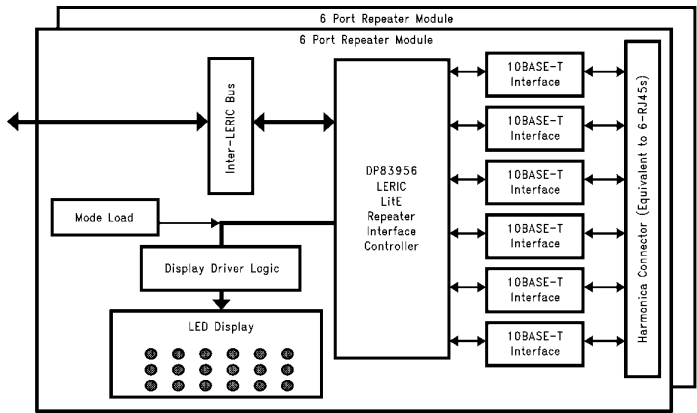 6 Port Repeater Module
6 Port Repeater Module
Inter-LERIC Bus
Mode Load
Display Driver Logic
LED Display
DP83956
LERIC
LitE
Repeater
Interface
Controller
10BASE-T
Interface
10BASE-T
Interface
10BASE-T
Interface
10BASE-T
Interface
10BASE-T
Interface
10BASE-T
Interface
Harmonica Connector (Equivalent to 6-RJ45s)